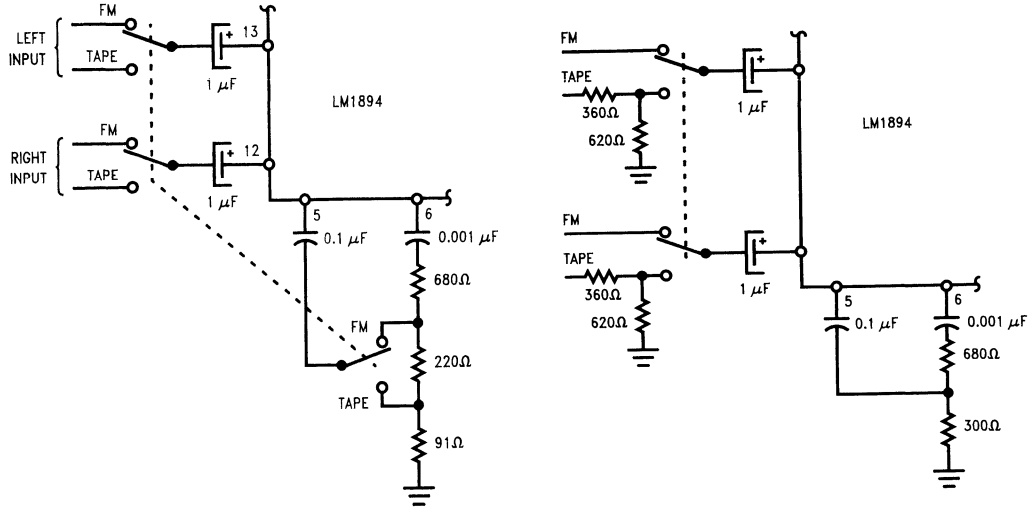 FM
LEFT
INPUT
TAPE
+
13
1 μF
LM1894
FM
RIGHT
INPUT
TAPE
+
12
1 μF
5
6
0.1 μF
0.001 μF
680Ω
FM
220Ω
TAPE
91Ω
FM
TAPE
360Ω
620Ω
+
1 μF
LM1894
FM
TAPE
360Ω
620Ω
+
1 μF
5
6
0.1 μF
0.001 μF
680Ω
300Ω